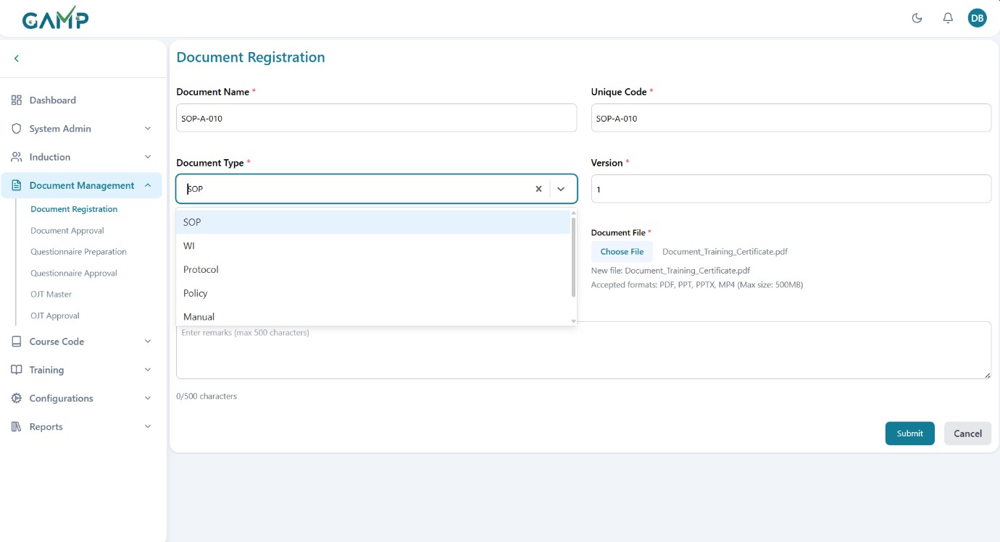 GAMP
DB
Document Registration
Dashboard
System Admin
Induction
Document Management
Document Registration
Document Approval
Questionnaire Preparation
Questionnaire Approval
OJT Master
OJT Approval
Course Code
Training
Configurations
Reports
Document Name *
SOP-A-010
Unique Code *
SOP-A-010
Document Type *
SOP
Version *
1
SOP
WI
Protocol
Policy
Manual
Document File *
Choose File Document_Training_Certificate.pdf
New file: Document_Training_Certificate.pdf
Accepted formats: PDF, PPT, PPTX, MP4 (Max size: 500MB)
Enter remarks (max 500 characters)
0/500 characters
Submit
Cancel